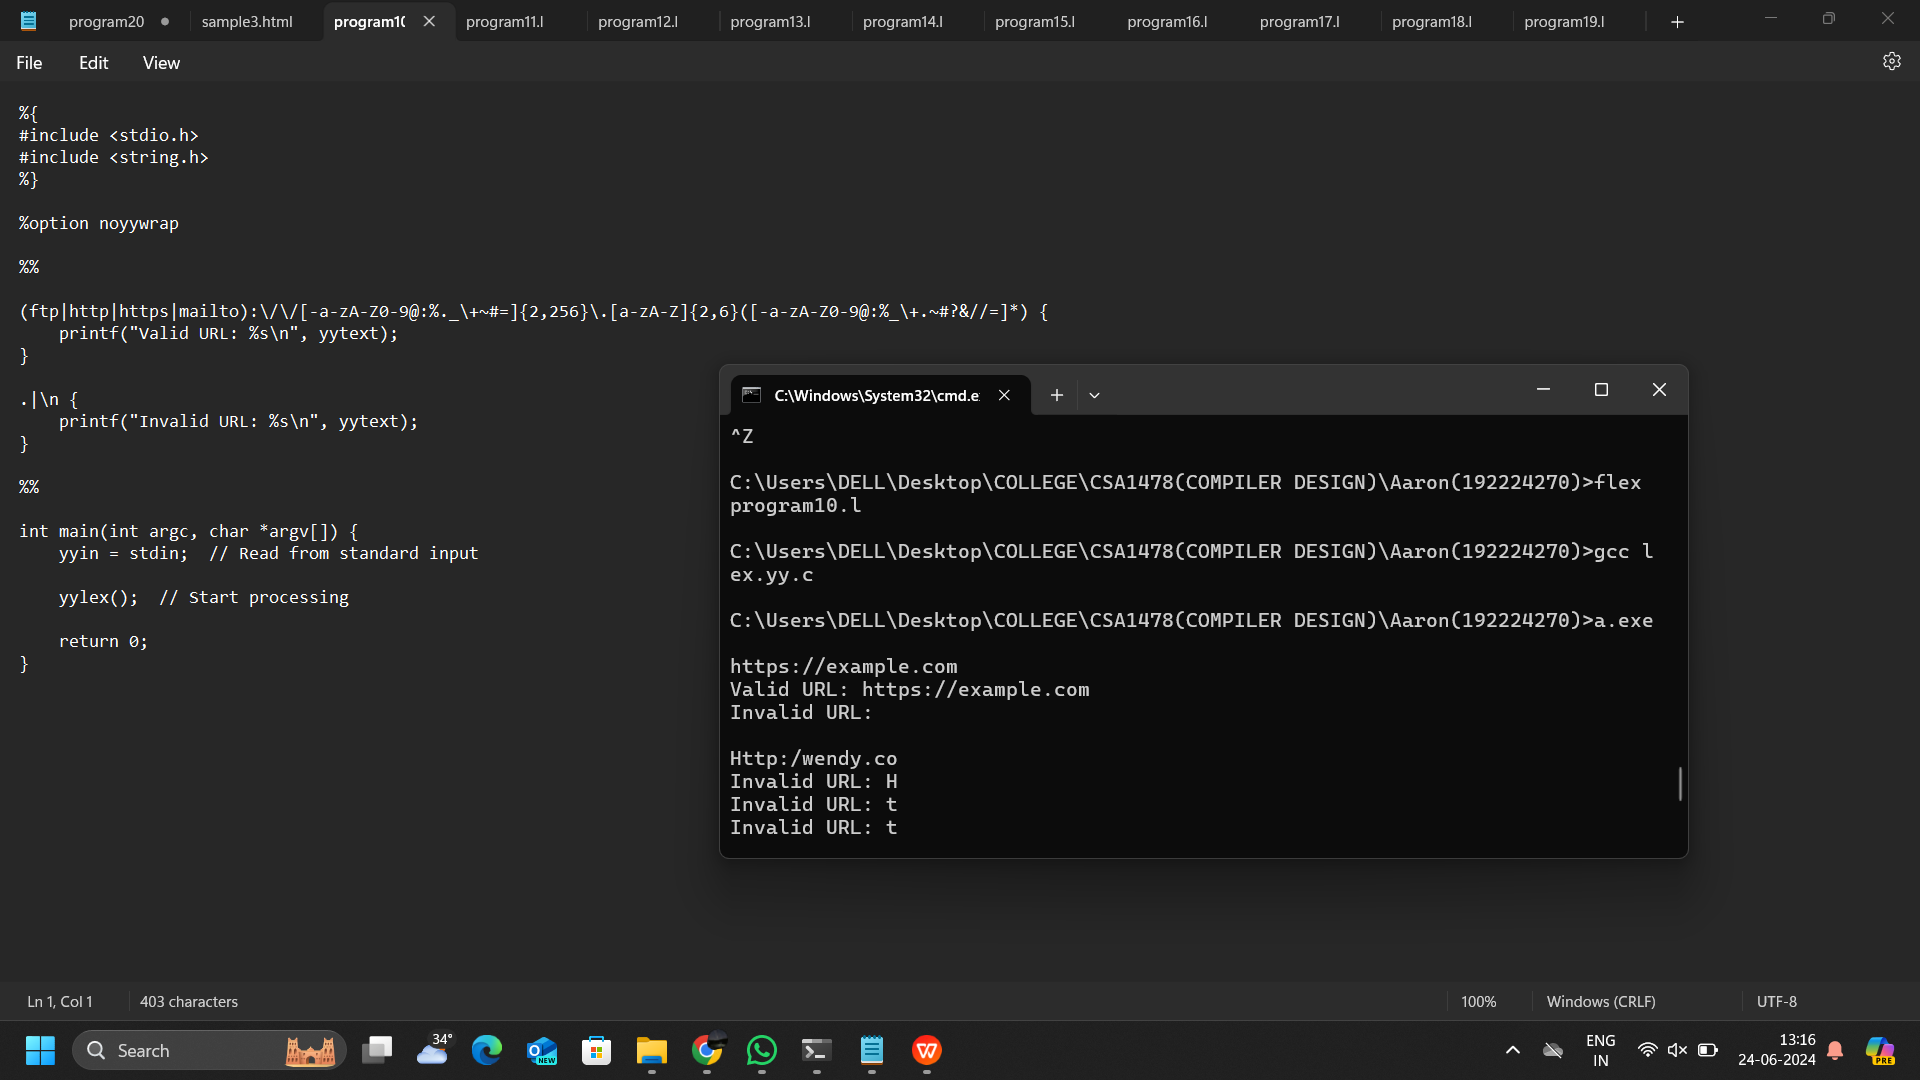 program20
sample3.html
program10
program11.l
program12.l
program13.l
program14.l
program15.l
program16.l
program17.l
program18.l
program19.l
File
Edit
View
%{
#include <stdio.h>
#include <string.h>
%}
%option noyywrap
%%
(ftp|http|https|mailto):\/\/[-a-zA-Z0-9@:%._\+~#=]{2,256}\.[a-zA-Z]{2,6}([-a-zA-Z0-9@:%_\+.~#?&//=]*) {
    printf("Valid URL: %s\n", yytext);
}
.|\n {
    printf("Invalid URL: %s\n", yytext);
}
%%
int main(int argc, char *argv[]) {
    yyin = stdin;  // Read from standard input
    yylex();  // Start processing
    return 0;
}
C:\Windows\System32\cmd.e
^Z
C:\Users\DELL\Desktop\COLLEGE\CSA1478(COMPILER DESIGN)\Aaron(192224270)>flex
program10.l
C:\Users\DELL\Desktop\COLLEGE\CSA1478(COMPILER DESIGN)\Aaron(192224270)>gcc l
ex.yy.c
C:\Users\DELL\Desktop\COLLEGE\CSA1478(COMPILER DESIGN)\Aaron(192224270)>a.exe
https://example.com
Valid URL: https://example.com
Invalid URL:
Http:/wendy.co
Invalid URL: H
Invalid URL: t
Invalid URL: t
Ln 1, Col 1
403 characters
100%
Windows (CRLF)
UTF-8
Search
34°
NEW
ENG
IN
13:16
24-06-2024
PRE